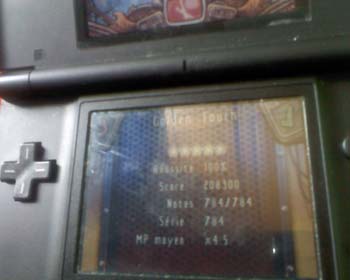 Golden Touch
Réussite 100%
Score 208300
Notes 784/784
Série 784
MP moyen x4.5